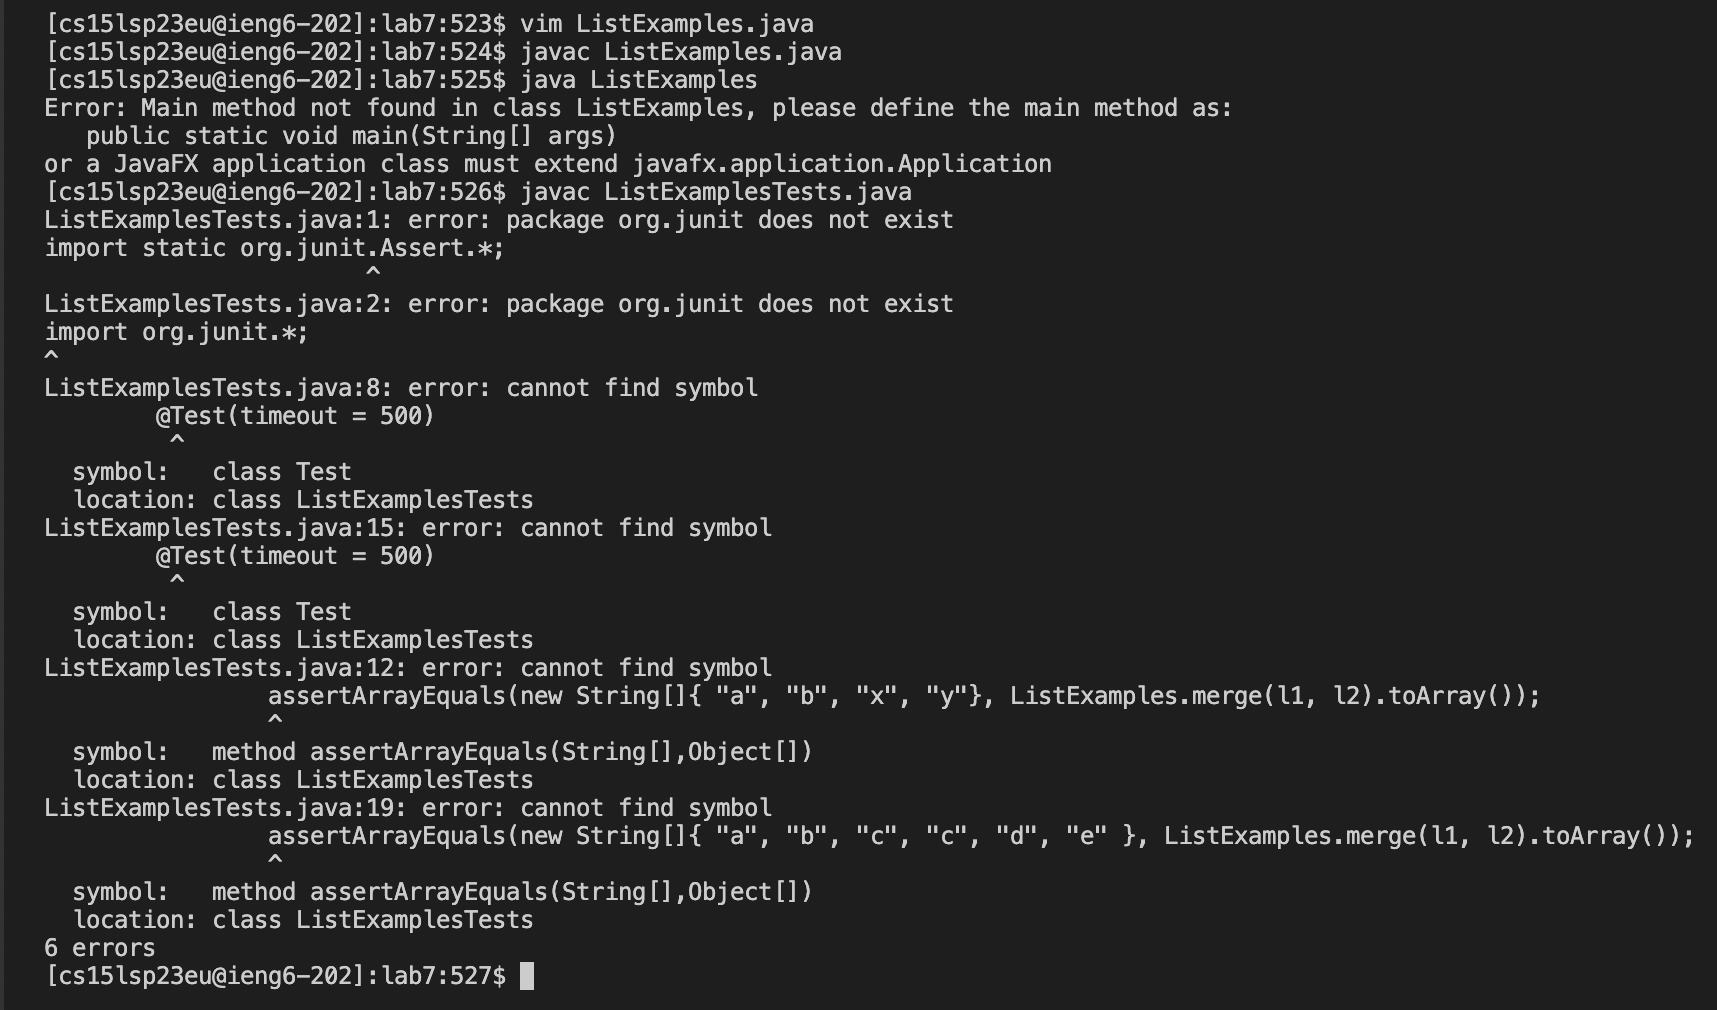 [cs15lsp23eu@ieng6-202]:lab7:523$ vim ListExamples.java
[cs15lsp23eu@ieng6-202]:lab7:524$ javac ListExamples.java
[cs15lsp23eu@ieng6-202]:lab7:525$ java ListExamples
Error: Main method not found in class ListExamples, please define the main method as:
   public static void main(String[] args)
or a JavaFX application class must extend javafx.application.Application
[cs15lsp23eu@ieng6-202]:lab7:526$ javac ListExamplesTests.java
ListExamplesTests.java:1: error: package org.junit does not exist
import static org.junit.Assert.*;
                       ^
ListExamplesTests.java:2: error: package org.junit does not exist
import org.junit.*;
^
ListExamplesTests.java:8: error: cannot find symbol
        @Test(timeout = 500)
         ^
  symbol:   class Test
  location: class ListExamplesTests
ListExamplesTests.java:15: error: cannot find symbol
        @Test(timeout = 500)
         ^
  symbol:   class Test
  location: class ListExamplesTests
ListExamplesTests.java:12: error: cannot find symbol
                assertArrayEquals(new String[]{ "a", "b", "x", "y"}, ListExamples.merge(l1, l2).toArray());
                ^
  symbol:   method assertArrayEquals(String[],Object[])
  location: class ListExamplesTests
ListExamplesTests.java:19: error: cannot find symbol
                assertArrayEquals(new String[]{ "a", "b", "c", "c", "d", "e" }, ListExamples.merge(l1, l2).toArray());
                ^
  symbol:   method assertArrayEquals(String[],Object[])
  location: class ListExamplesTests
6 errors
[cs15lsp23eu@ieng6-202]:lab7:527$